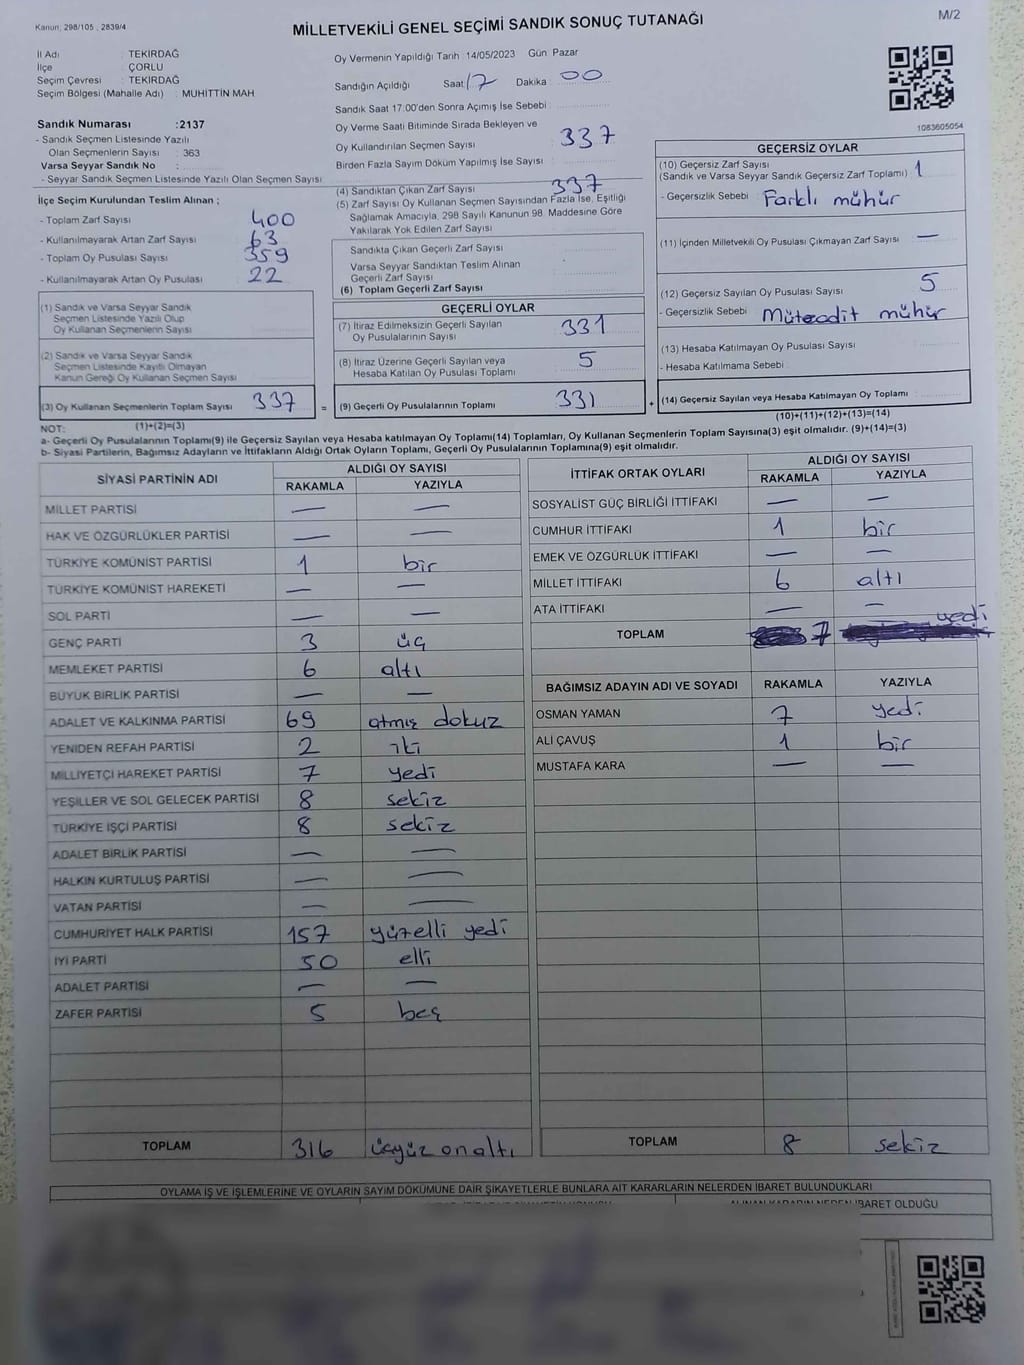 Kanun: 298/105 ; 2839/4
MİLLETVEKİLİ GENEL SEÇİMİ SANDIK SONUÇ TUTANAĞI
M/2
İl Adı : TEKİRDAĞ
İlçe : ÇORLU
Seçim Çevresi : TEKİRDAĞ
Seçim Bölgesi (Mahalle Adı) : MUHİTTİN MAH
Sandık Numarası :2137
- Sandık Seçmen Listesinde Yazılı
Olan Seçmenlerin Sayısı : 363
Varsa Seyyar Sandık No :
- Seyyar Sandık Seçmen Listesinde Yazılı Olan Seçmen Sayısı :
İlçe Seçim Kurulundan Teslim Alınan ;
- Toplam Zarf Sayısı 400
- Kullanılmayarak Artan Zarf Sayısı 63
- Toplam Oy Pusulası Sayısı 359
- Kullanılmayarak Artan Oy Pusulası 22
(1) Sandık ve Varsa Seyyar Sandık
Seçmen Listesinde Yazılı Olup
Oy Kullanan Seçmenlerin Sayısı
(2) Sandık ve Varsa Seyyar Sandık
Seçmen Listesinde Kayıtlı Olmayan
Kanun Gereği Oy Kullanan Seçmen Sayısı
(3) Oy Kullanan Seçmenlerin Toplam Sayısı 337 =
(1)+(2)=(3)
Oy Vermenin Yapıldığı Tarih :14/05/2023 Gün: Pazar
Sandığın Açıldığı Saat 17 Dakika 00
Sandık Saat 17:00'den Sonra Açımış İse Sebebi :
Oy Verme Saati Bitiminde Sırada Bekleyen ve
Oy Kullandırılan Seçmen Sayısı : 337
Birden Fazla Sayım Döküm Yapılmış İse Sayısı :
(4) Sandıktan Çıkan Zarf Sayısı 337
(5) Zarf Sayısı Oy Kullanan Seçmen Sayısından Fazla İse, Eşitliği
Sağlamak Amacıyla, 298 Sayılı Kanunun 98. Maddesine Göre
Yakılarak Yok Edilen Zarf Sayısı
Sandıkta Çıkan Geçerli Zarf Sayısı
Varsa Seyyar Sandıktan Teslim Alınan
Geçerli Zarf Sayısı
(6) Toplam Geçerli Zarf Sayısı
GEÇERLİ OYLAR
(7) İtiraz Edilmeksizin Geçerli Sayılan
Oy Pusulalarının Sayısı 331
(8) İtiraz Üzerine Geçerli Sayılan veya
Hesaba Katılan Oy Pusulası Toplamı 5
(9) Geçerli Oy Pusulalarının Toplamı 331 +
1083605054
GEÇERSİZ OYLAR
(10) Geçersiz Zarf Sayısı
(Sandık ve Varsa Seyyar Sandık Geçersiz Zarf Toplamı) 1
- Geçersizlik Sebebi : Farklı mühür
(11) İçinden Milletvekili Oy Pusulası Çıkmayan Zarf Sayısı —
(12) Geçersiz Sayılan Oy Pusulası Sayısı 5
- Geçersizlik Sebebi : Müteadit mühür
(13) Hesaba Katılmayan Oy Pusulası Sayısı
- Hesaba Katılmama Sebebi :
(14) Geçersiz Sayılan veya Hesaba Katılmayan Oy Toplamı :
(10)+(11)+(12)+(13)=(14)
NOT:
a- Geçerli Oy Pusulalarının Toplamı(9) ile Geçersiz Sayılan veya Hesaba katılmayan Oy Toplamı(14) Toplamları, Oy Kullanan Seçmenlerin Toplam Sayısına(3) eşit olmalıdır. (9)+(14)=(3)
b- Siyasi Partilerin, Bağımsız Adayların ve İttifakların Aldığı Oyların Toplamı, Geçerli Oy Pusulalarının Toplamına(9) eşit olmalıdır.
SİYASİ PARTİNİN ADI
ALDIĞI OY SAYISI
RAKAMLA YAZIYLA
MİLLET PARTİSİ — —
HAK VE ÖZGÜRLÜKLER PARTİSİ — —
TÜRKİYE KOMÜNİST PARTİSİ 1 bir
TÜRKİYE KOMÜNİST HAREKETİ — —
SOL PARTİ — —
GENÇ PARTİ 3 üç
MEMLEKET PARTİSİ 6 altı
BÜYÜK BİRLİK PARTİSİ — —
ADALET VE KALKINMA PARTİSİ 69 atmış dokuz
YENİDEN REFAH PARTİSİ 2 iki
MİLLİYETÇİ HAREKET PARTİSİ 7 yedi
YEŞİLLER VE SOL GELECEK PARTİSİ 8 sekiz
TÜRKİYE İŞÇİ PARTİSİ 8 sekiz
ADALET BİRLİK PARTİSİ — —
HALKIN KURTULUŞ PARTİSİ — —
VATAN PARTİSİ — —
CUMHURİYET HALK PARTİSİ 157 yüzelli yedi
İYİ PARTİ 50 elli
ADALET PARTİSİ — —
ZAFER PARTİSİ 5 beş
TOPLAM 316 üçyüz onaltı
İTTİFAK ORTAK OYLARI
ALDIĞI OY SAYISI
RAKAMLA YAZIYLA
SOSYALİST GÜÇ BİRLİĞİ İTTİFAKI — —
CUMHUR İTTİFAKI 1 bir
EMEK VE ÖZGÜRLÜK İTTİFAKI — —
MİLLET İTTİFAKI 6 altı
ATA İTTİFAKI — —
TOPLAM 7 yedi
BAĞIMSIZ ADAYIN ADI VE SOYADI RAKAMLA YAZIYLA
OSMAN YAMAN 7 yedi
ALİ ÇAVUŞ 1 bir
MUSTAFA KARA — —
TOPLAM 8 sekiz
OYLAMA İŞ VE İŞLEMLERİNE VE OYLARIN SAYIM DÖKÜMÜNE DAİR ŞİKAYETLERLE BUNLARA AİT KARARLARIN NELERDEN İBARET BULUNDUKLARI
ALINAN KARARIN NEDEN İBARET OLDUĞU